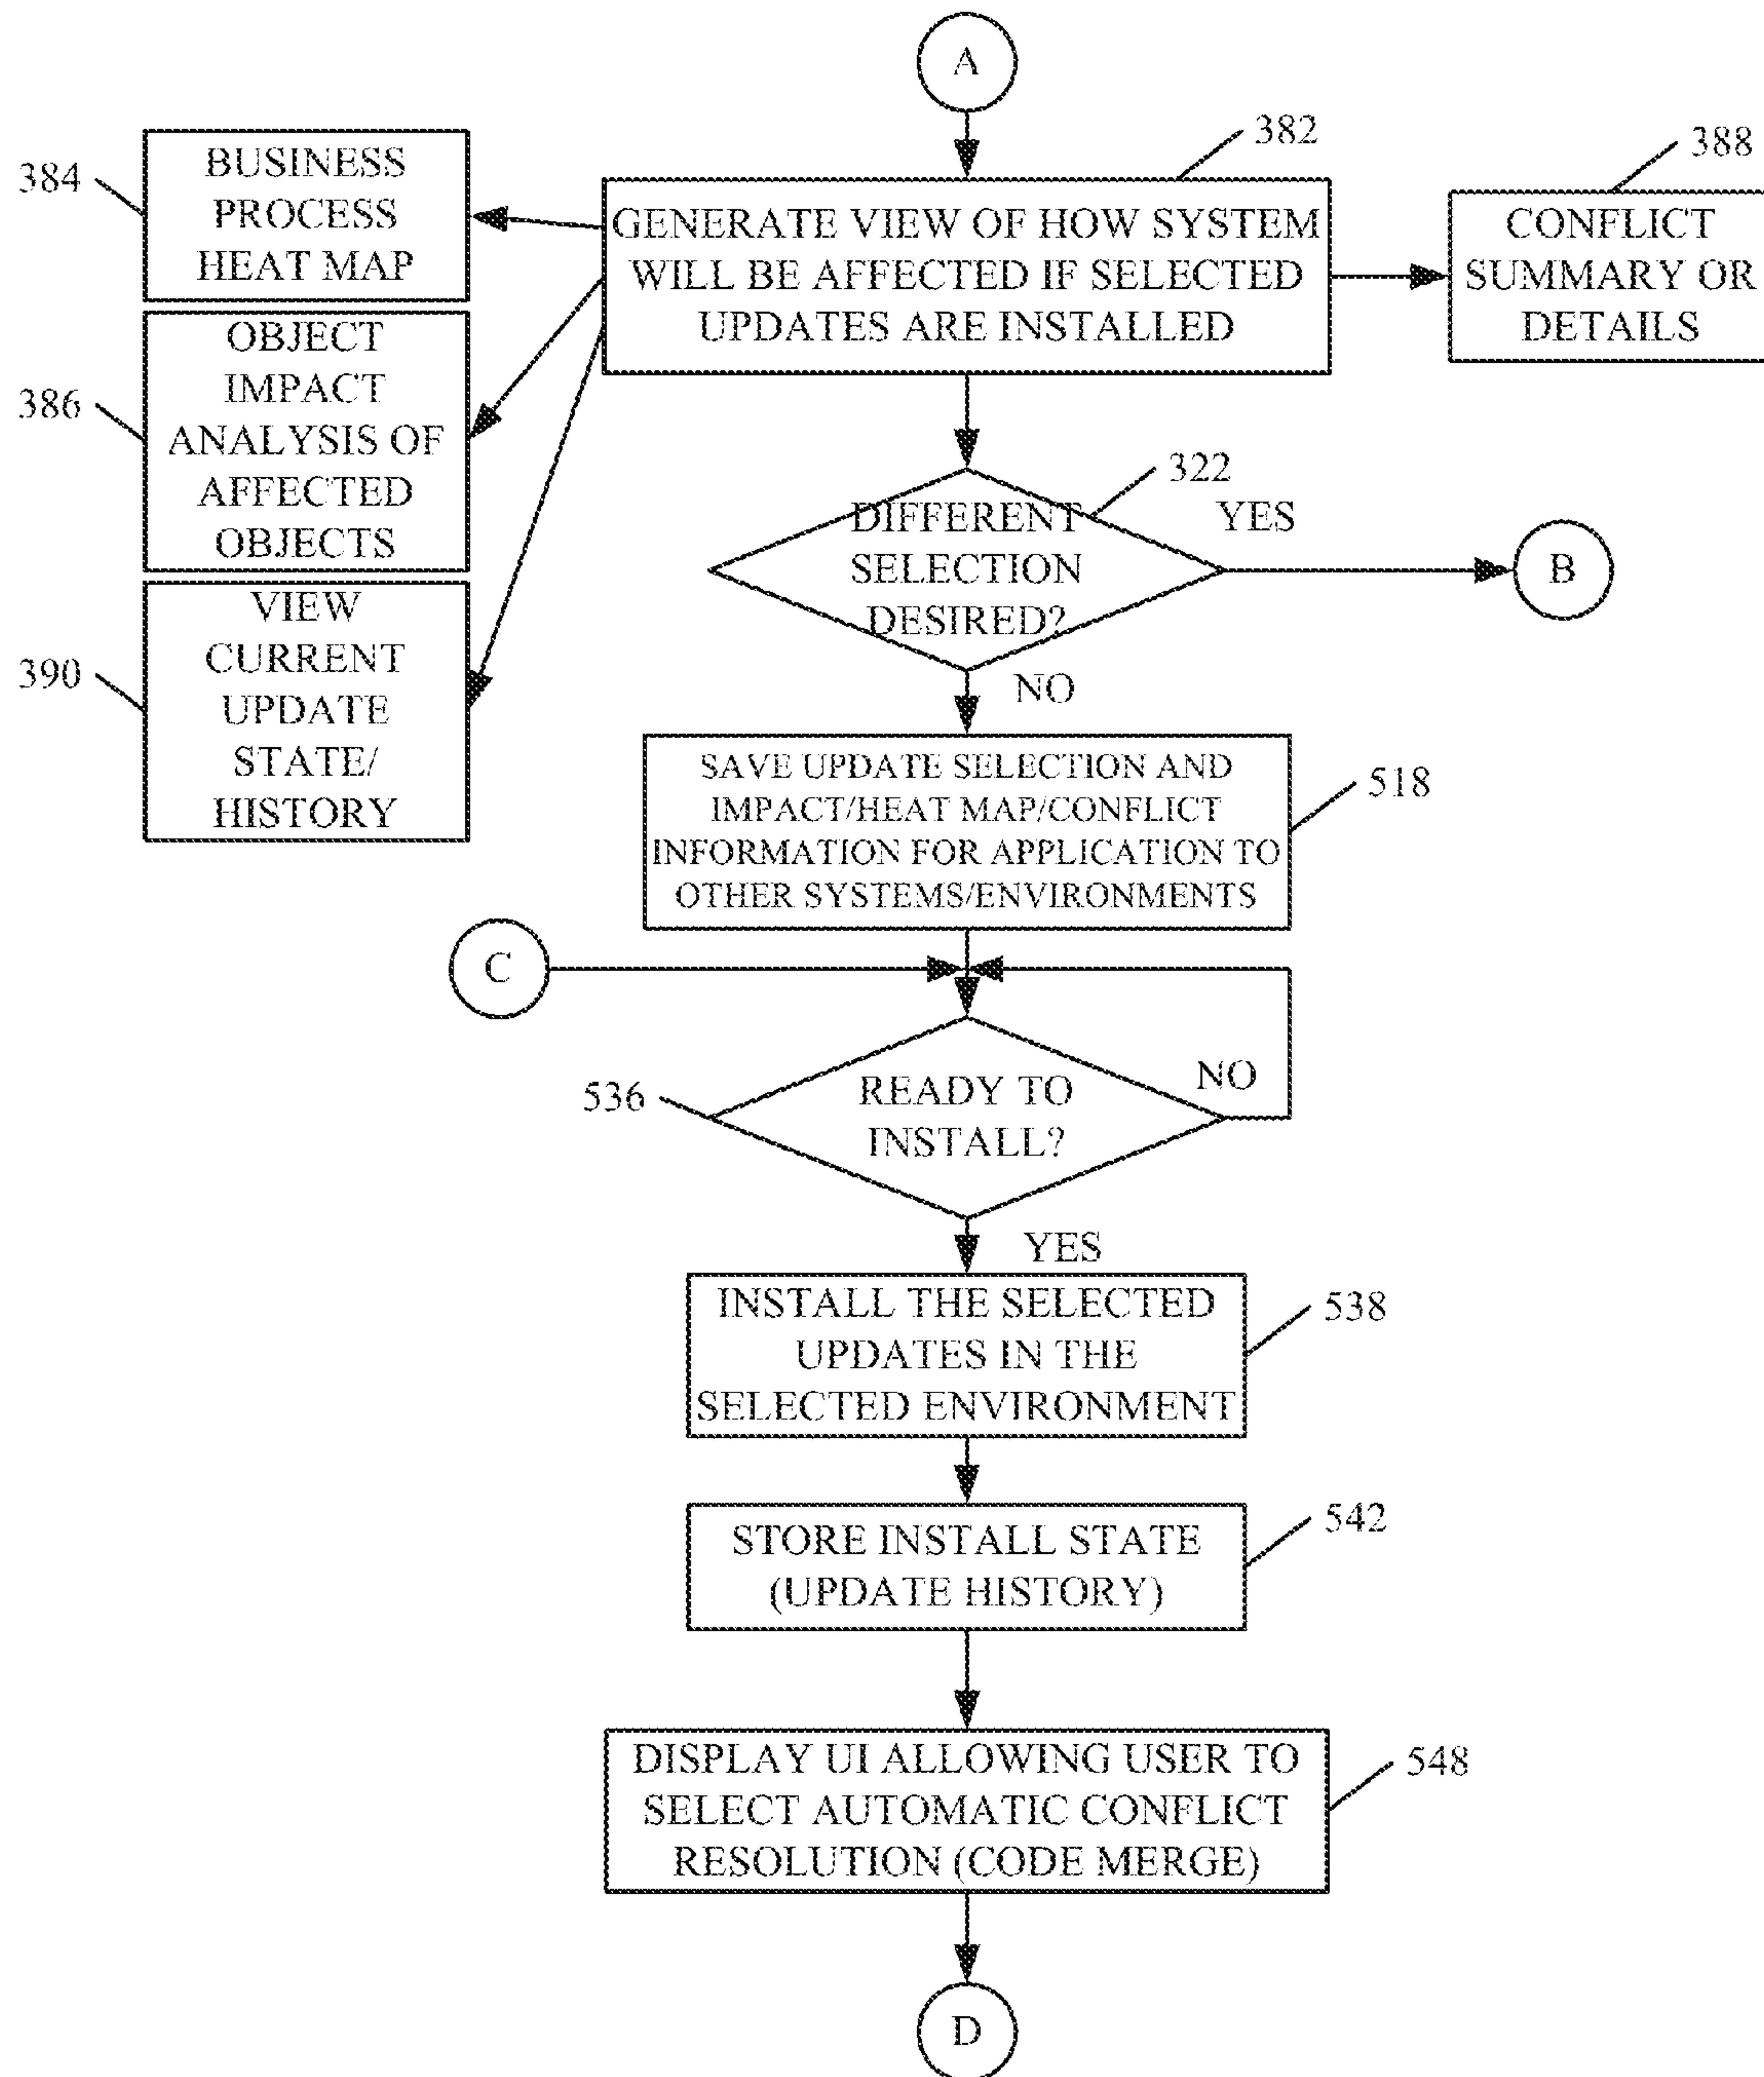 A
382
388
384
BUSINESS
PROCESS
HEAT MAP
GENERATE VIEW OF HOW SYSTEM
WILL BE AFFECTED IF SELECTED
UPDATES ARE INSTALLED
CONFLICT
SUMMARY OR
DETAILS
386
OBJECT
IMPACT
ANALYSIS OF
AFFECTED
OBJECTS
390
VIEW
CURRENT
UPDATE
STATE/
HISTORY
322
DIFFERENT
SELECTION
DESIRED?
YES
B
NO
SAVE UPDATE SELECTION AND
IMPACT/HEAT MAP/CONFLICT
INFORMATION FOR APPLICATION TO
OTHER SYSTEMS/ENVIRONMENTS
518
C
536
READY TO
INSTALL?
NO
YES
INSTALL THE SELECTED
UPDATES IN THE
SELECTED ENVIRONMENT
538
STORE INSTALL STATE
(UPDATE HISTORY)
542
DISPLAY UI ALLOWING USER TO
SELECT AUTOMATIC CONFLICT
RESOLUTION (CODE MERGE)
548
D